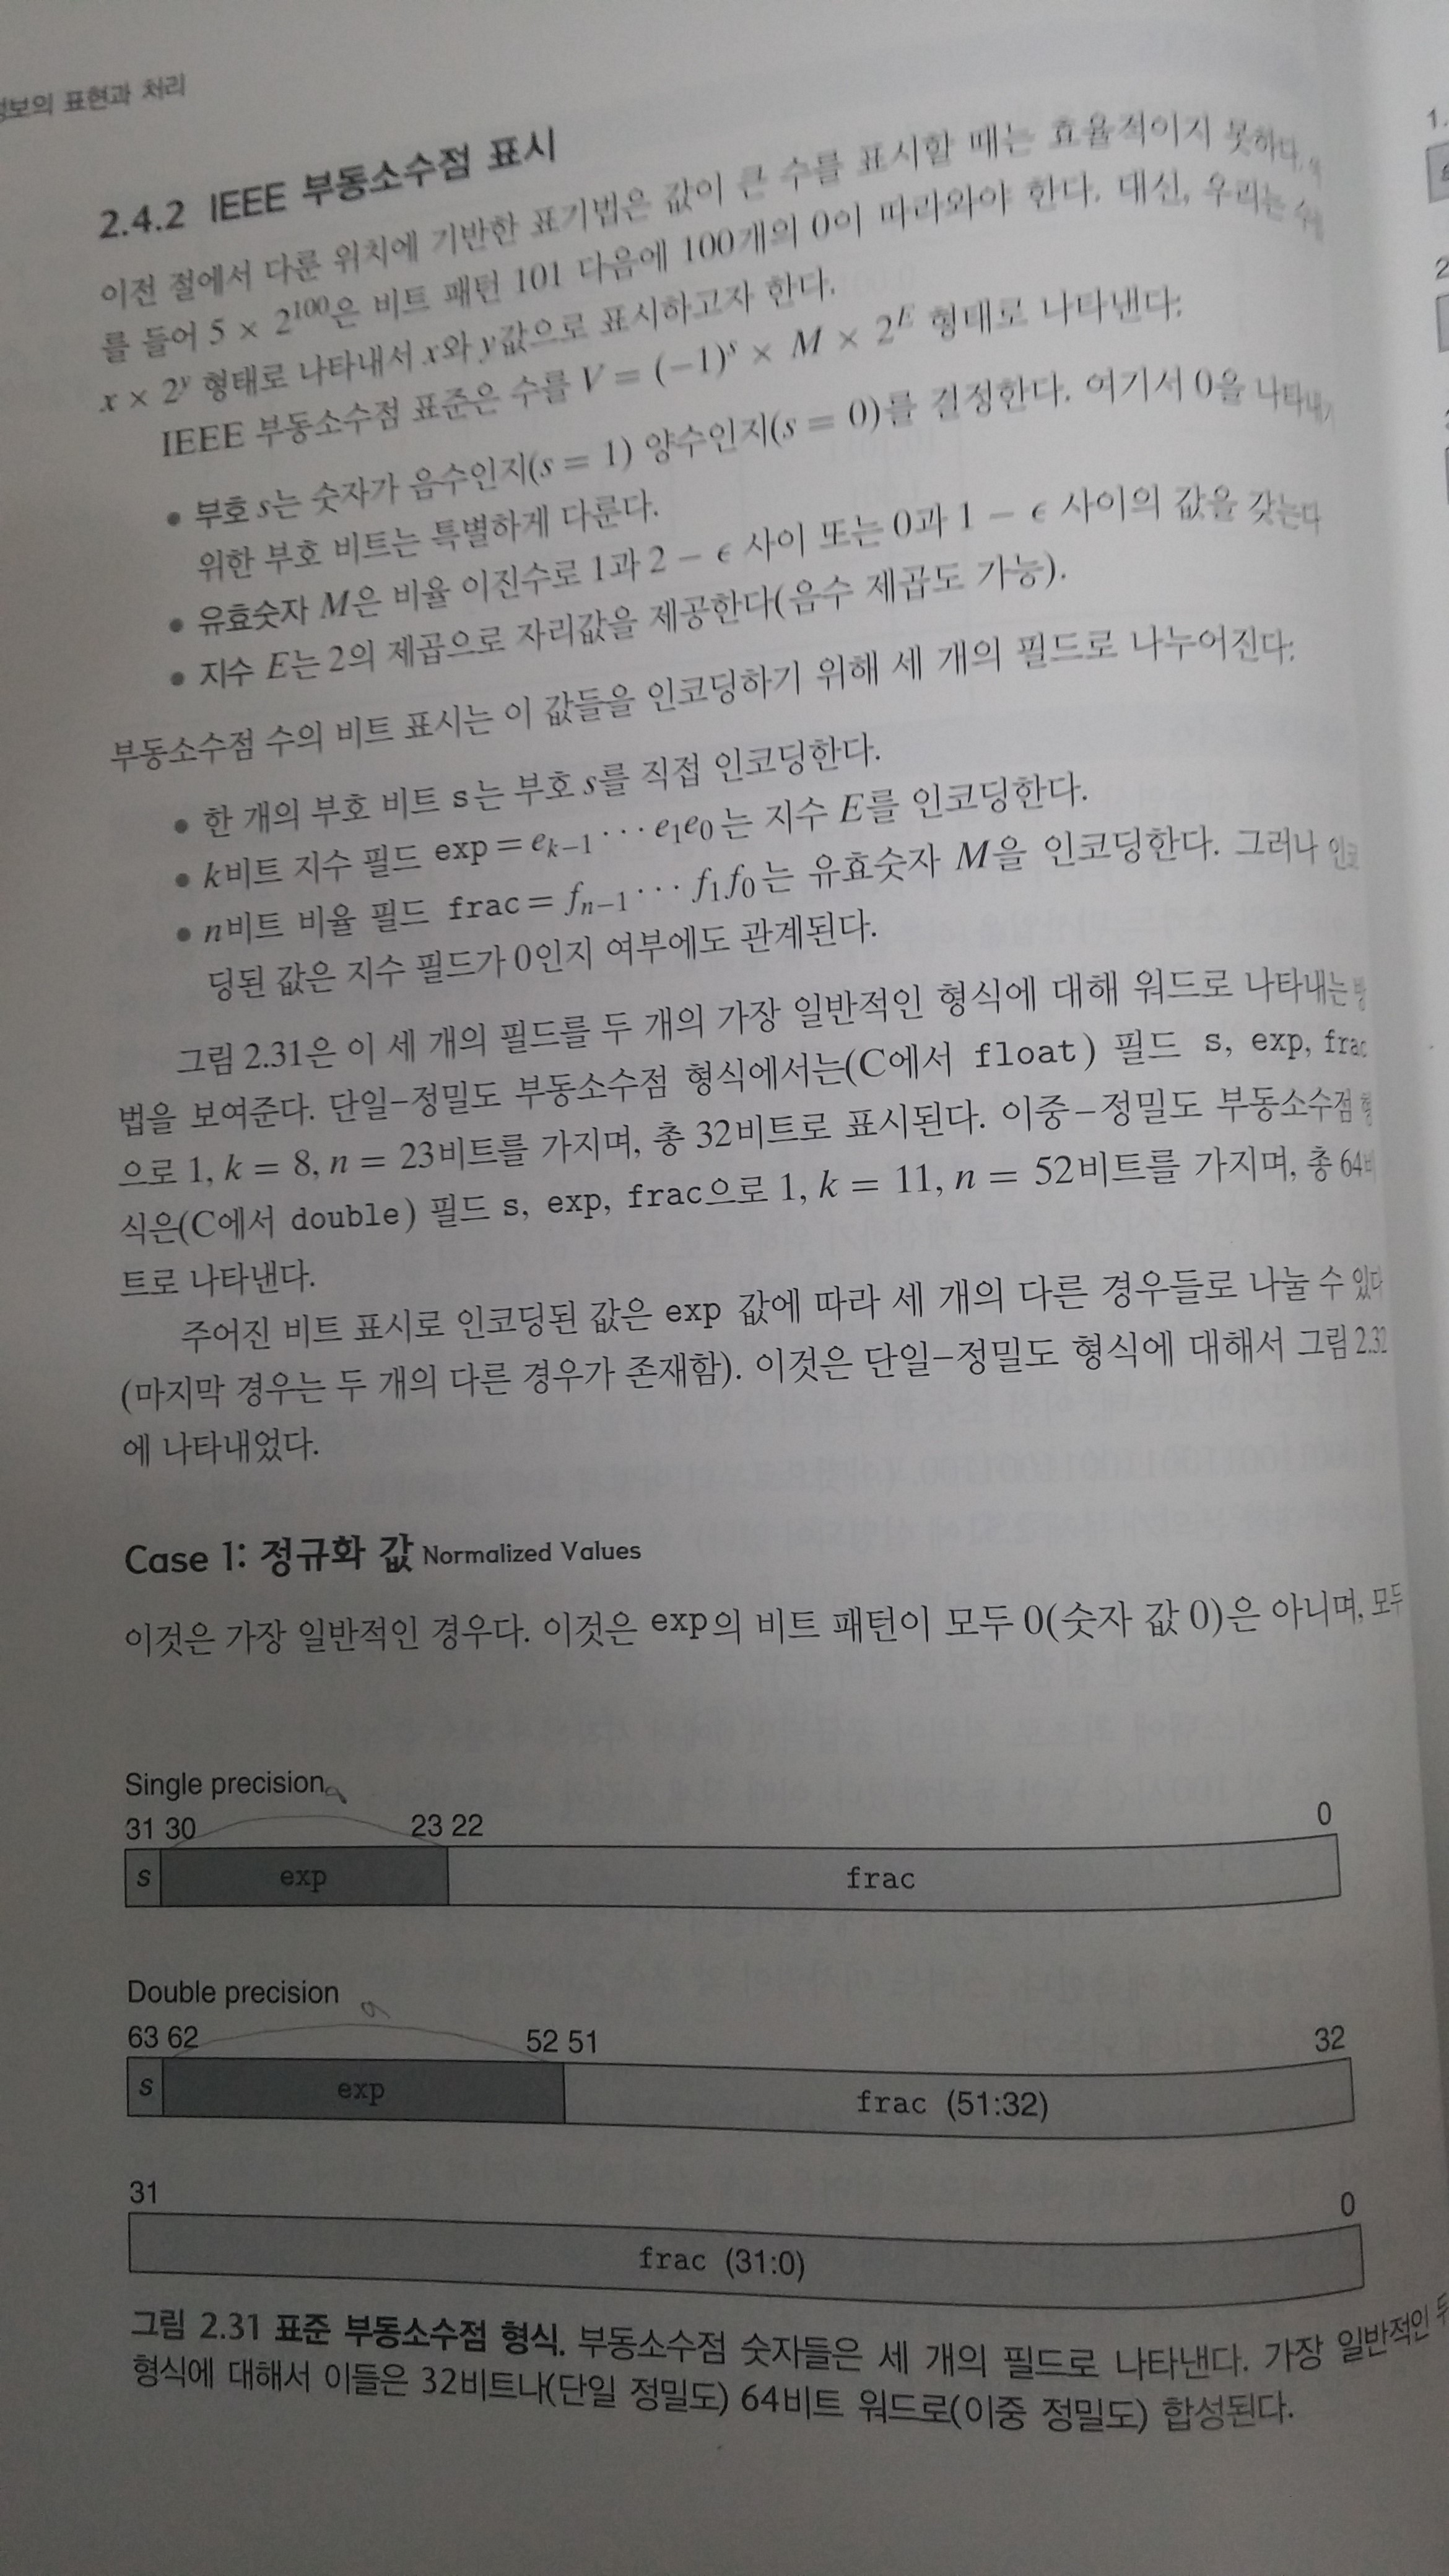 정보의 표현과 처리
2.4.2 IEEE 부동소수점 표시
이전 절에서 다룬 위치에 기반한 표기법은 값이 큰 수를 표시할 때는 효율적이지 못하다.
를 들어 5 × 2^100은 비트 패턴 101 다음에 100개의 0이 따라와야 한다. 대신, 우리는 수를
x × 2^y 형태로 나타내서 x와 y값으로 표시하고자 한다.
IEEE 부동소수점 표준은 수를 V = (−1)^s × M × 2^E 형태로 나타낸다:
• 부호 s는 숫자가 음수인지(s = 1) 양수인지(s = 0)를 결정한다. 여기서 0을 나타내기
위한 부호 비트는 특별하게 다룬다.
• 유효숫자 M은 비율 이진수로 1과 2 − ϵ 사이 또는 0과 1 − ϵ 사이의 값을 갖는다
• 지수 E는 2의 제곱으로 자리값을 제공한다(음수 제곱도 가능).
부동소수점 수의 비트 표시는 이 값들을 인코딩하기 위해 세 개의 필드로 나누어진다:
• 한 개의 부호 비트 s는 부호 s를 직접 인코딩한다.
• k비트 지수 필드 exp = e_{k−1} ··· e_1e_0는 지수 E를 인코딩한다.
• n비트 비율 필드 frac = f_{n−1} ··· f_1f_0는 유효숫자 M을 인코딩한다. 그러나 인코
딩된 값은 지수 필드가 0인지 여부에도 관계된다.
그림 2.31은 이 세 개의 필드를 두 개의 가장 일반적인 형식에 대해 워드로 나타내는 방
법을 보여준다. 단일-정밀도 부동소수점 형식에서는(C에서 float) 필드 s, exp, frac
으로 1, k = 8, n = 23비트를 가지며, 총 32비트로 표시된다. 이중-정밀도 부동소수점 형
식은(C에서 double) 필드 s, exp, frac으로 1, k = 11, n = 52비트를 가지며, 총 64비
트로 나타낸다.
주어진 비트 표시로 인코딩된 값은 exp 값에 따라 세 개의 다른 경우들로 나눌 수 있다
(마지막 경우는 두 개의 다른 경우가 존재함). 이것은 단일-정밀도 형식에 대해서 그림 2.32
에 나타내었다.
Case 1: 정규화 값 Normalized Values
이것은 가장 일반적인 경우다. 이것은 exp의 비트 패턴이 모두 0(숫자 값 0)은 아니며, 모두
Single precision
31 30 23 22 0
s exp frac
Double precision
63 62 52 51 32
s exp frac (51:32)
31 0
frac (31:0)
그림 2.31 표준 부동소수점 형식. 부동소수점 숫자들은 세 개의 필드로 나타낸다. 가장 일반적인 두
형식에 대해서 이들은 32비트나(단일 정밀도) 64비트 워드로(이중 정밀도) 합성된다.